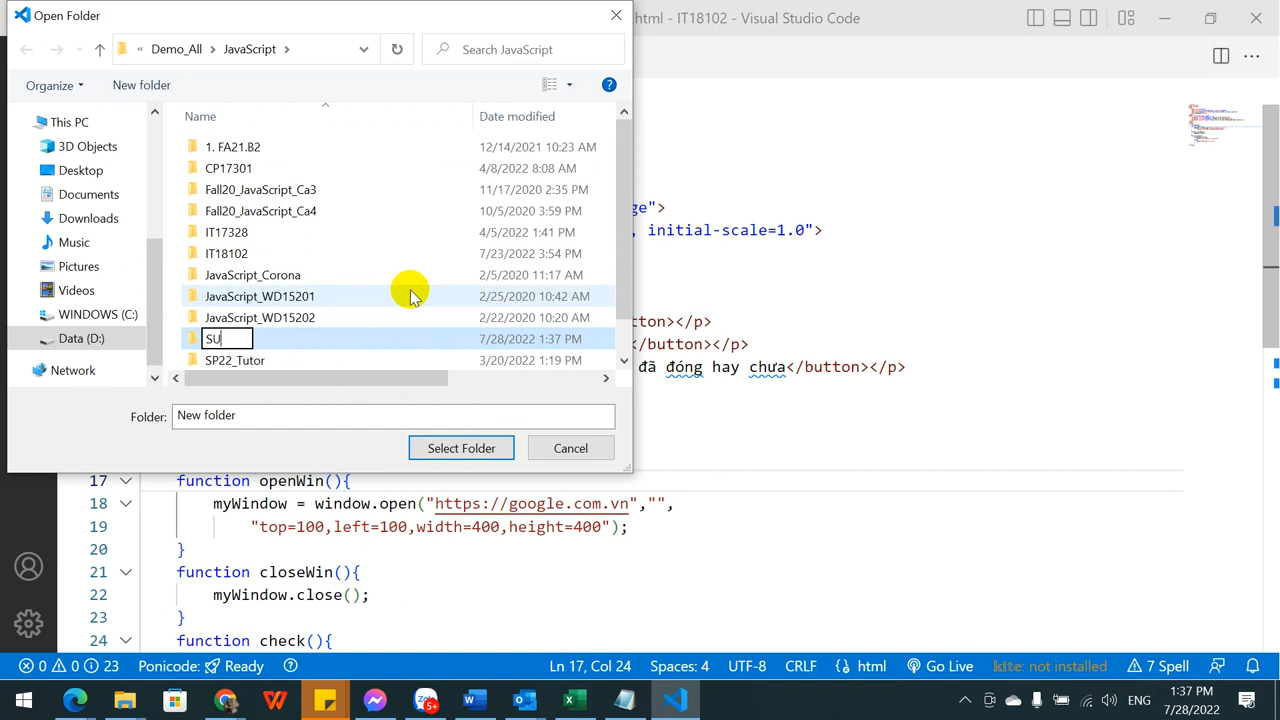 Open Folder
.html - IT18102 - Visual Studio Code
« Demo_All > JavaScript >
Search JavaScript
Organize
New folder
Name
Date modified
This PC
3D Objects
Desktop
Documents
Downloads
Music
Pictures
Videos
WINDOWS (C:)
Data (D:)
Network
1. FA21.B2 12/14/2021 10:23 AM
CP17301 4/8/2022 8:08 AM
Fall20_JavaScript_Ca3 11/17/2020 2:35 PM
Fall20_JavaScript_Ca4 10/5/2020 3:59 PM
IT17328 4/5/2022 1:41 PM
IT18102 7/23/2022 3:54 PM
JavaScript_Corona 2/5/2020 11:17 AM
JavaScript_WD15201 2/25/2020 10:42 AM
JavaScript_WD15202 2/22/2020 10:20 AM
SU 7/28/2022 1:37 PM
SP22_Tutor 3/20/2022 1:19 PM
Folder: New folder
Select Folder
Cancel
ge">
, initial-scale=1.0">
ton></p>
</button></p>
đã đóng hay chưa</button></p>
17 function openWin(){
18 myWindow = window.open("https://google.com.vn","",
19 "top=100,left=100,width=400,height=400");
20 }
21 function closeWin(){
22 myWindow.close();
23 }
24 function check(){
0 0 23 Ponicode: Ready Ln 17, Col 24 Spaces: 4 UTF-8 CRLF html Go Live kite: not installed 7 Spell
Zalo
5+
ENG
1:37 PM
7/28/2022